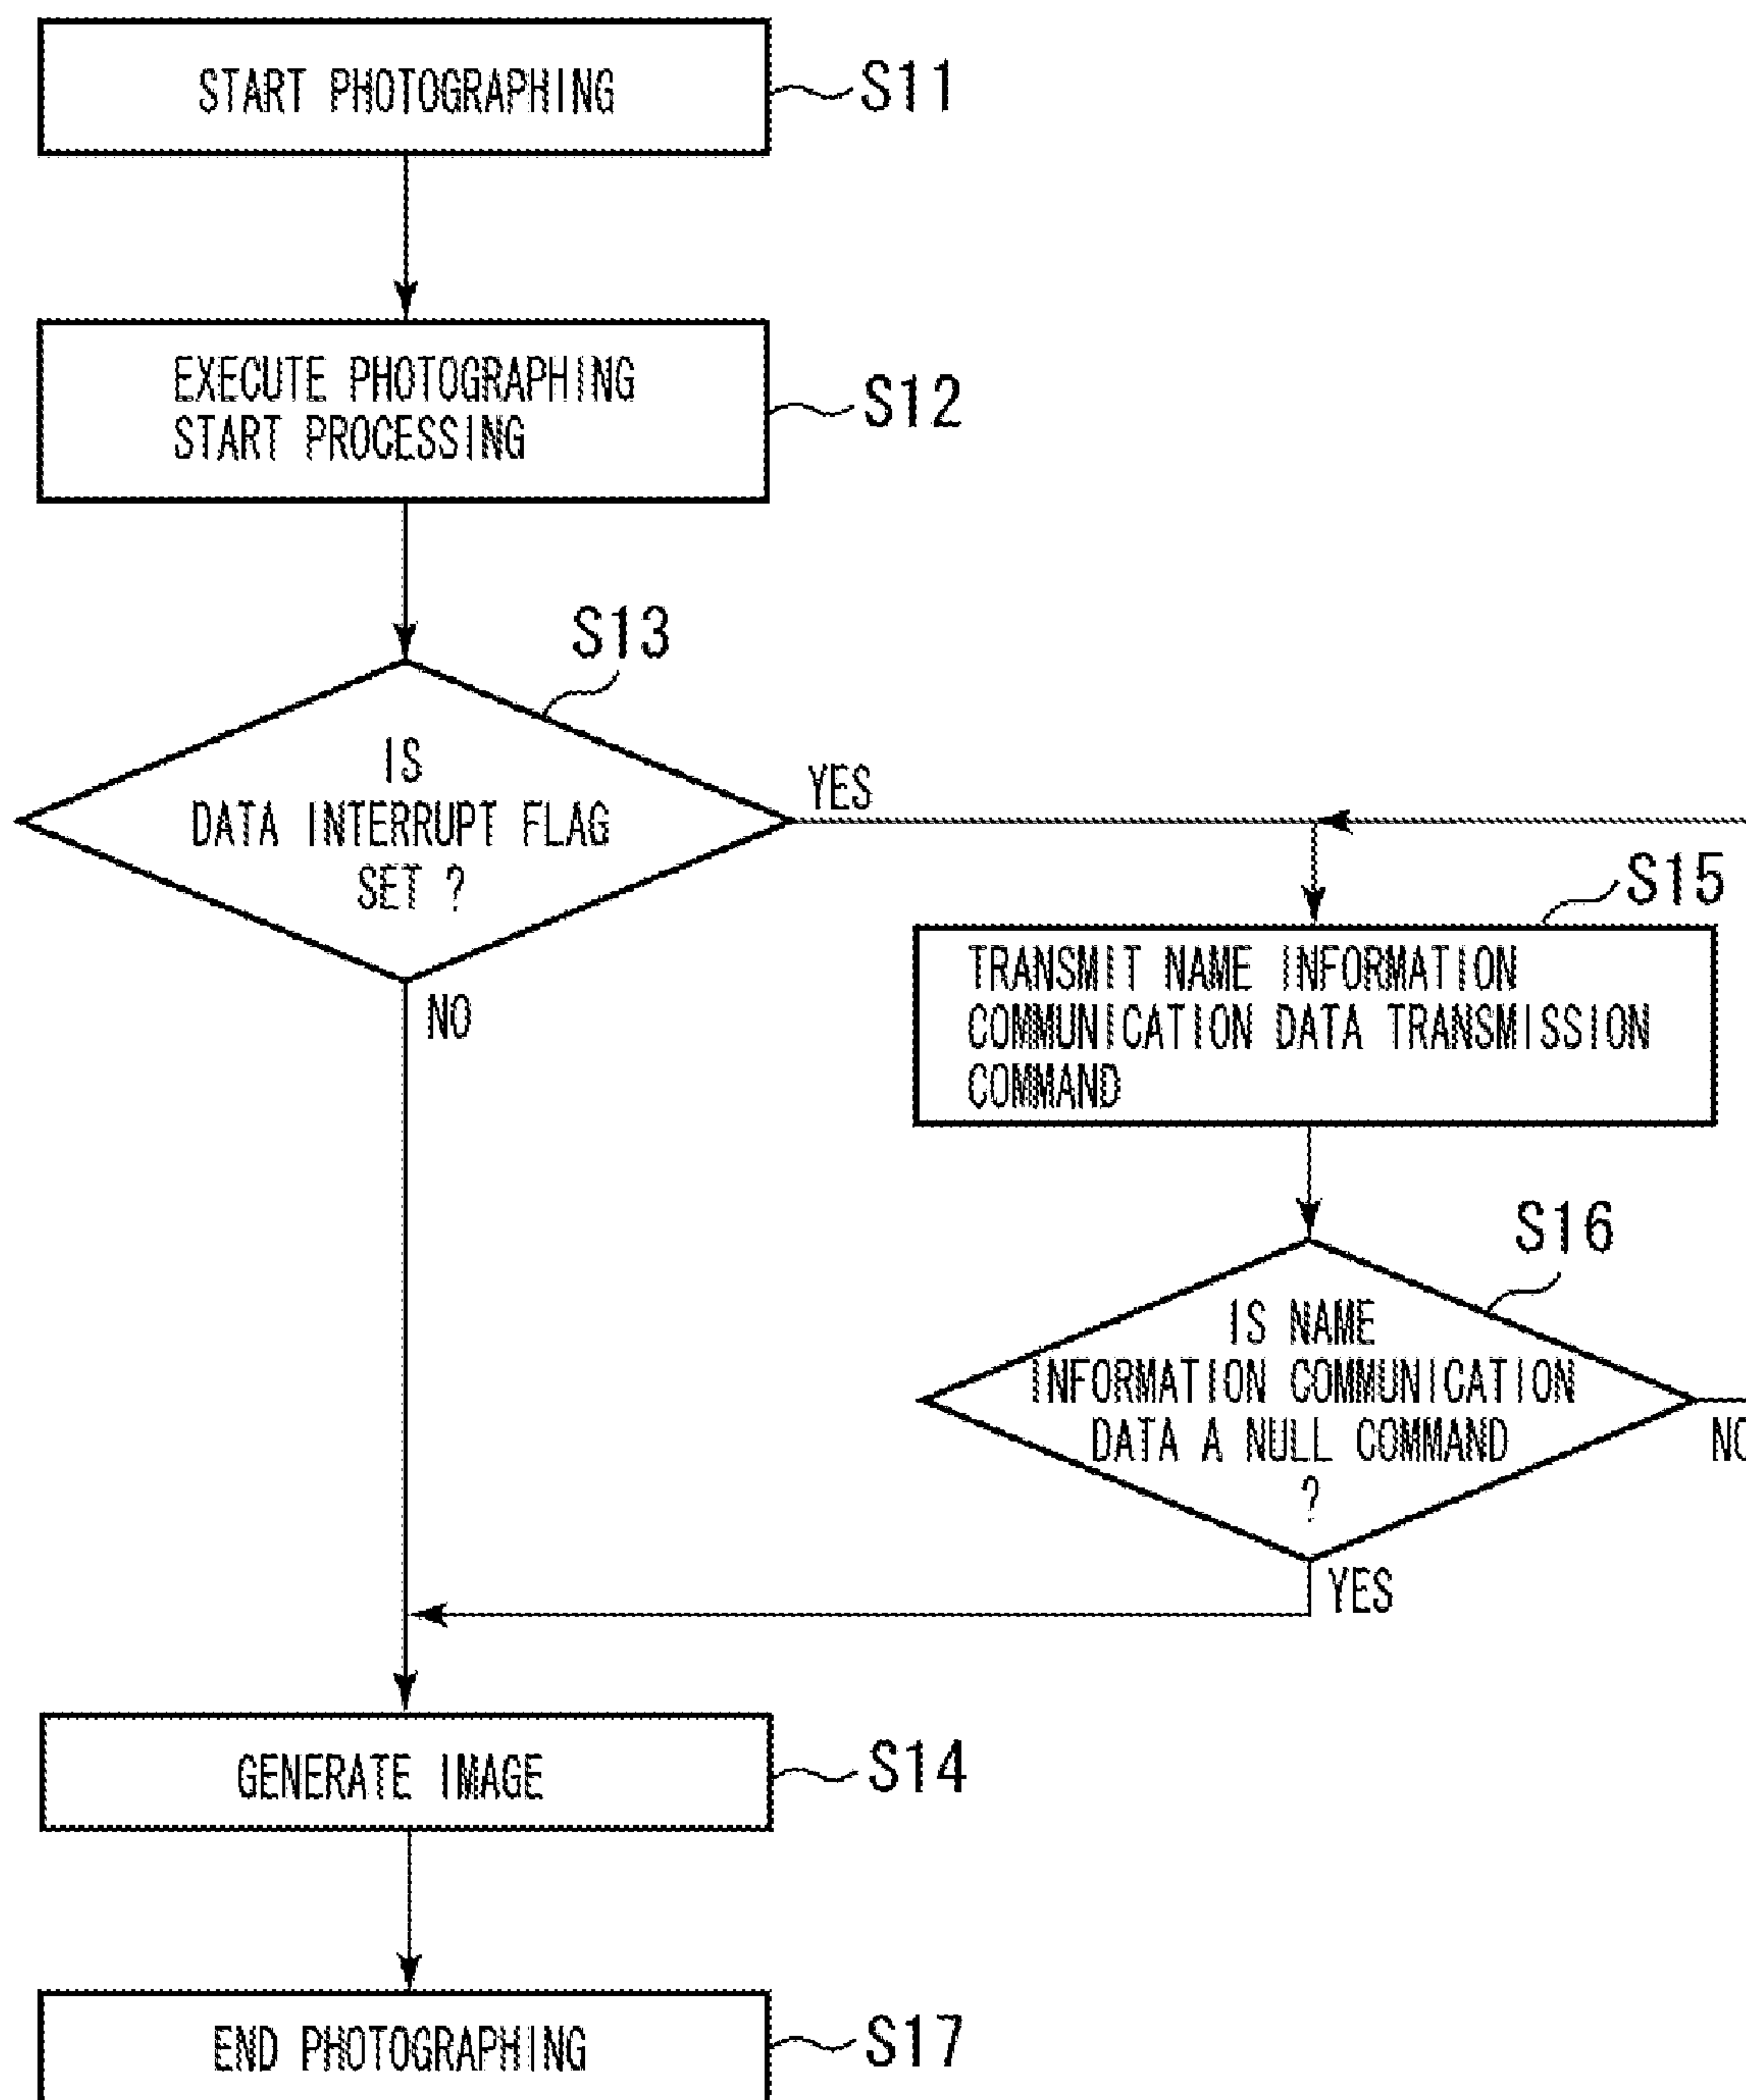 START PHOTOGRAPHING
S11
EXECUTE PHOTOGRAPHING
START PROCESSING
S12
S13
IS
DATA INTERRUPT FLAG
SET ?
YES
NO
S15
TRANSMIT NAME INFORMATION
COMMUNICATION DATA TRANSMISSION
COMMAND
S16
IS NAME
INFORMATION COMMUNICATION
DATA A NULL COMMAND
?
NO
YES
GENERATE IMAGE
S14
END PHOTOGRAPHING
S17